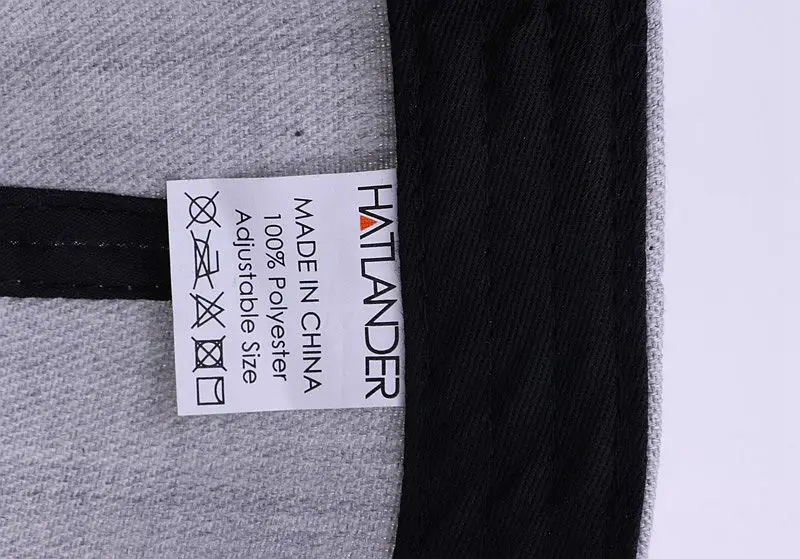 HATLANDER
MADE IN CHINA
100% Polyester
Adjustable Size